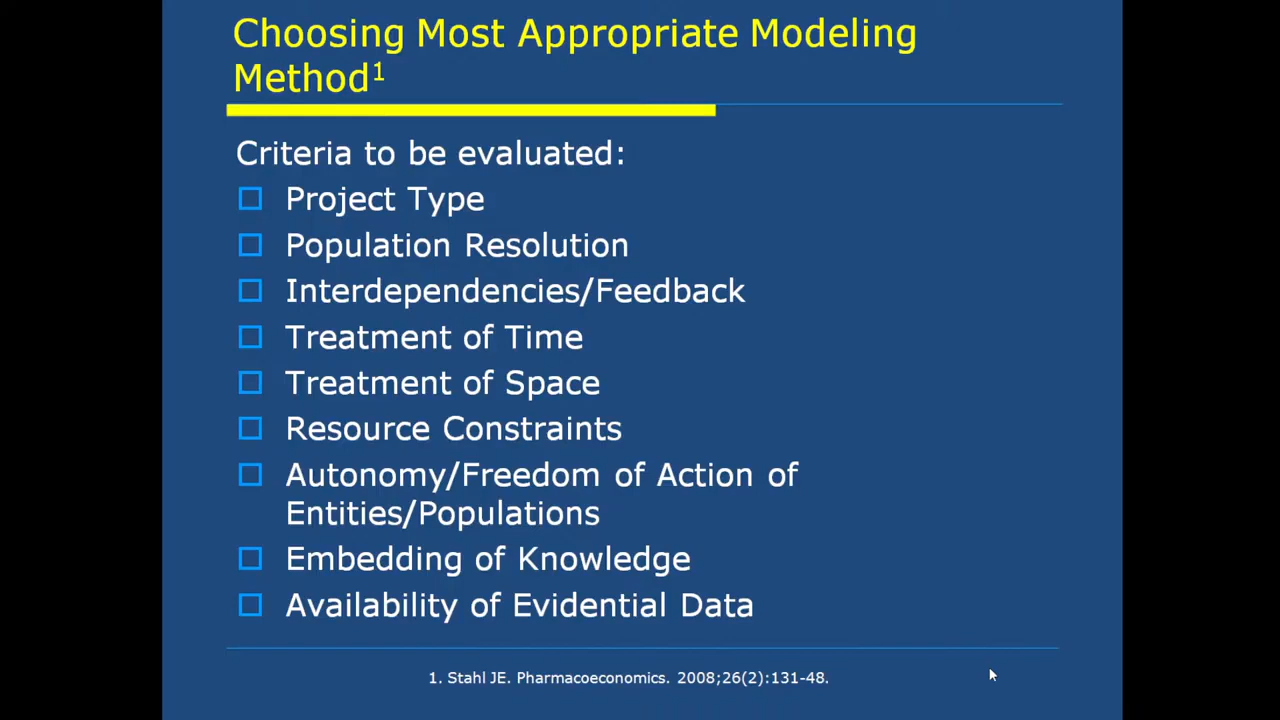 Choosing Most Appropriate Modeling
Method¹
Criteria to be evaluated:
Project Type
Population Resolution
Interdependencies/Feedback
Treatment of Time
Treatment of Space
Resource Constraints
Autonomy/Freedom of Action of
Entities/Populations
Embedding of Knowledge
Availability of Evidential Data
1. Stahl JE. Pharmacoeconomics. 2008;26(2):131-48.